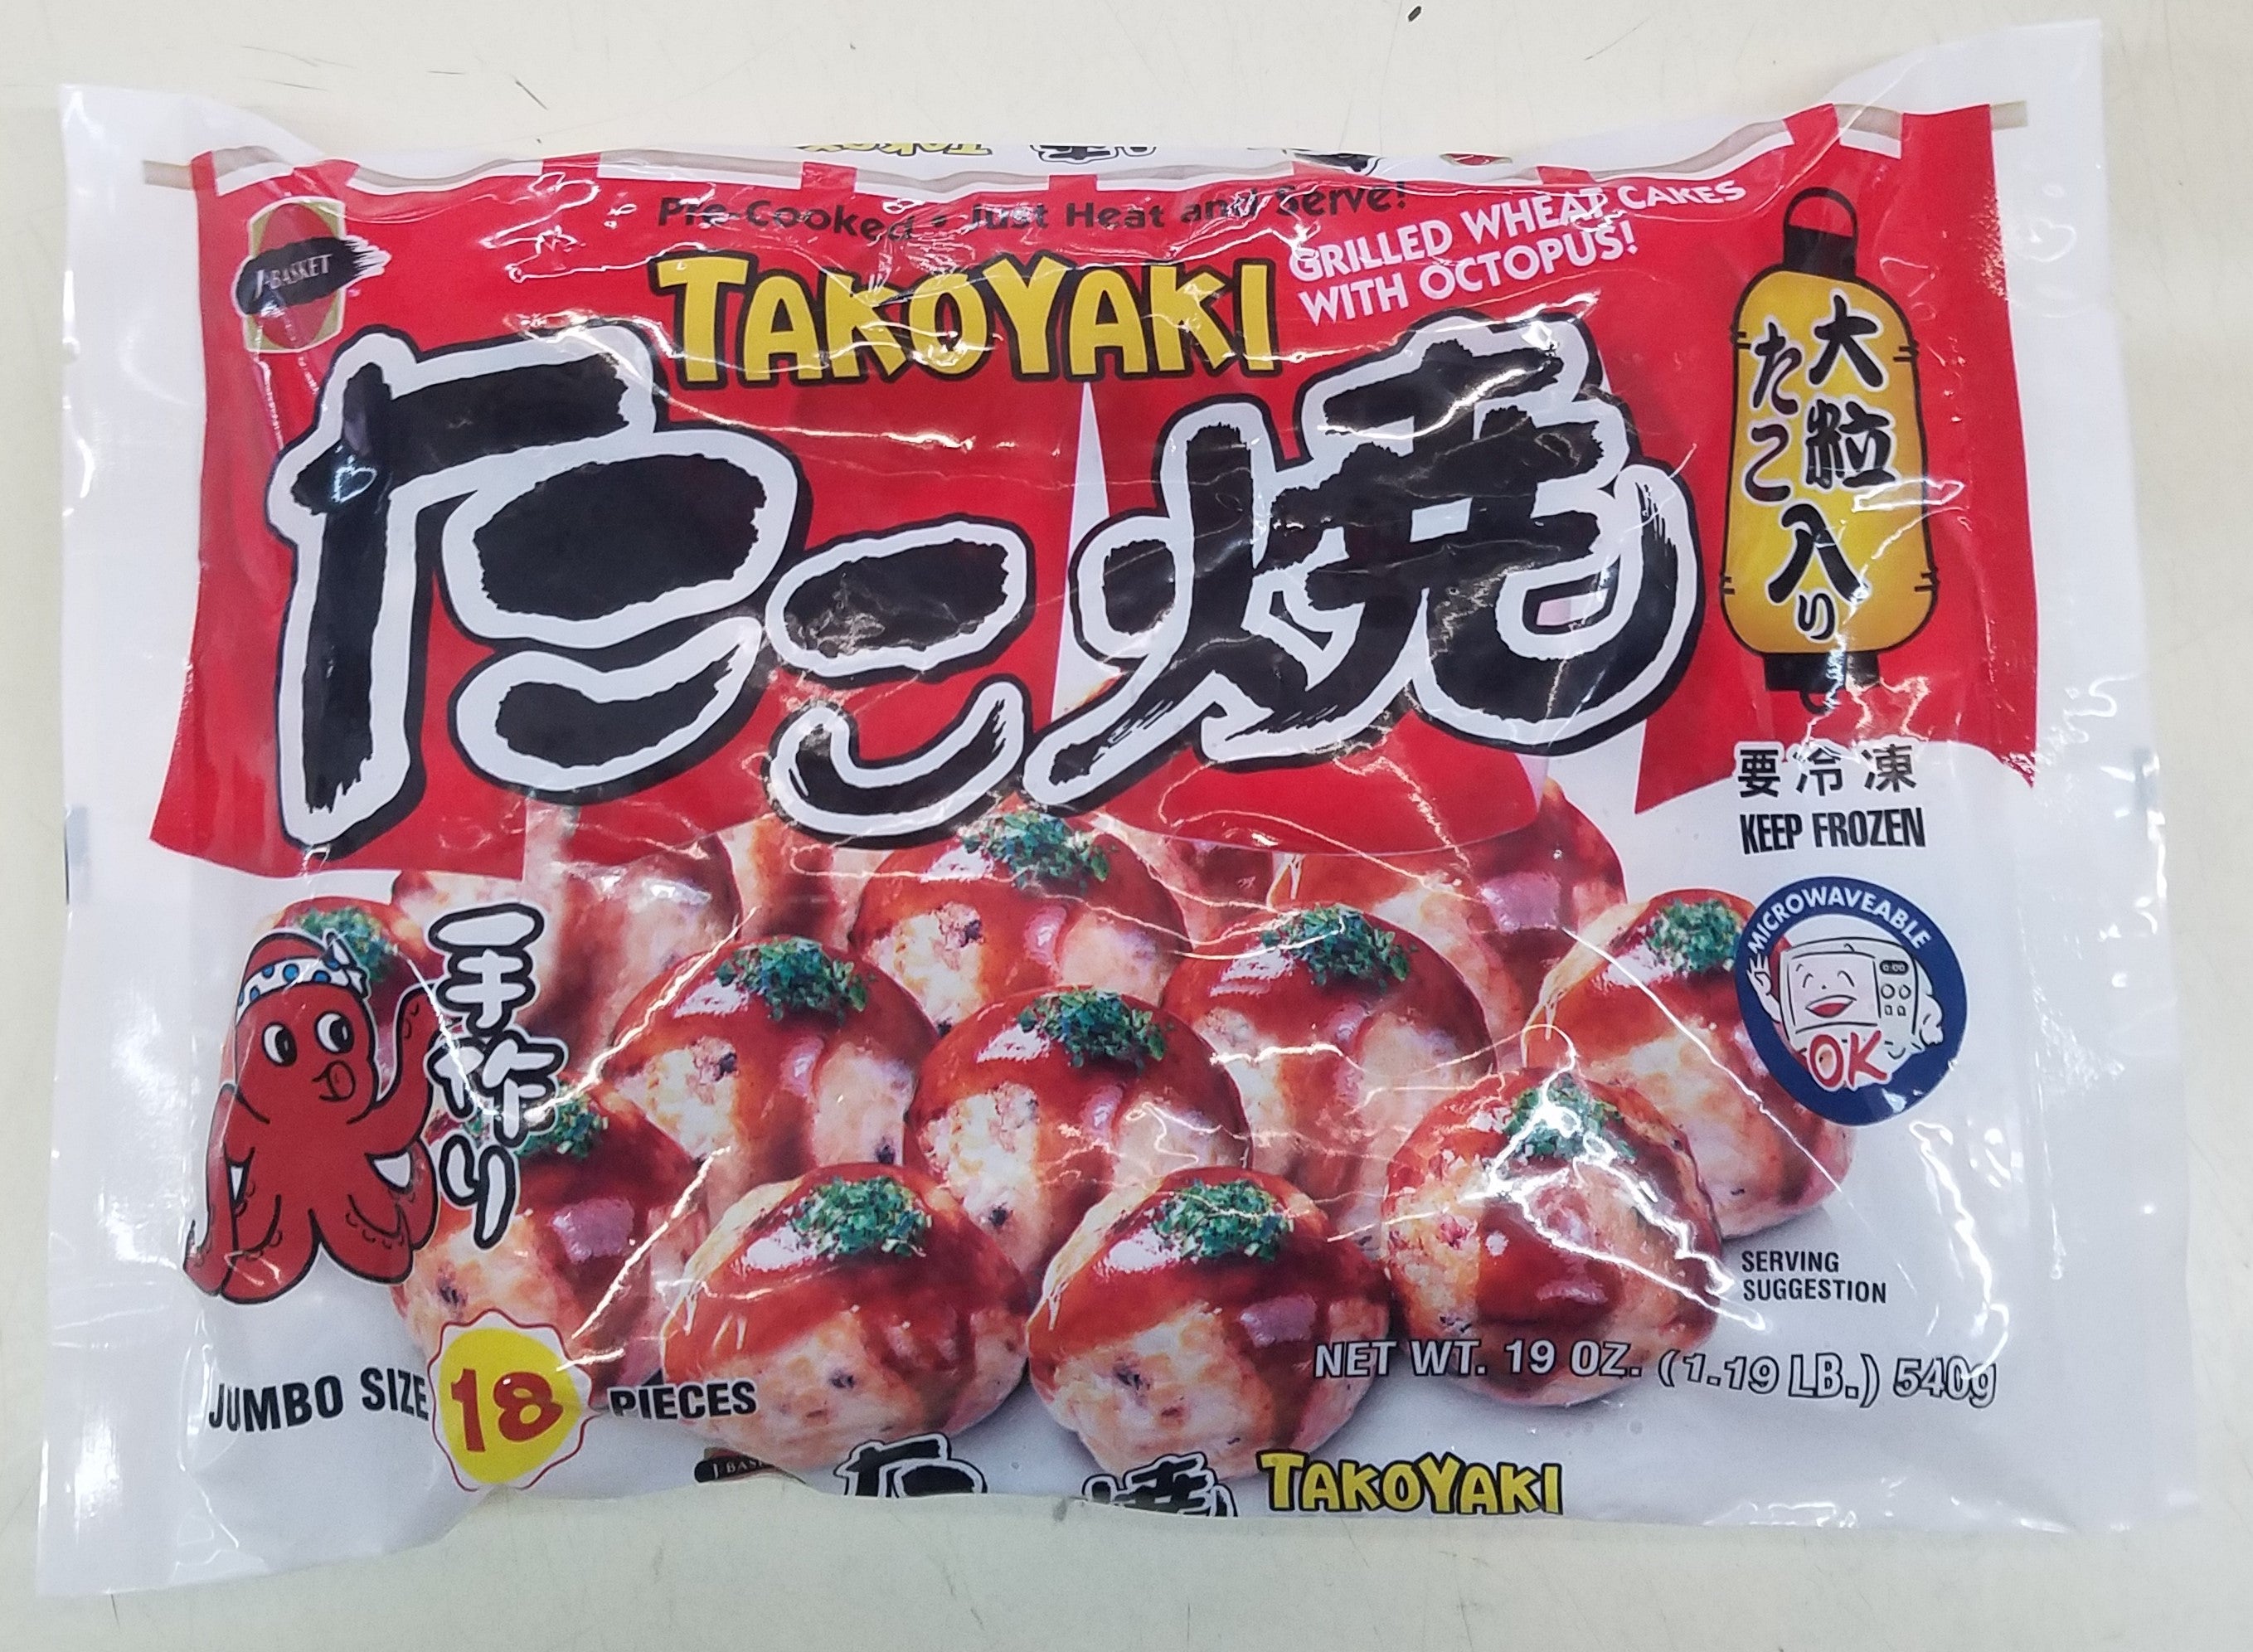 Pre-Cooked • Just Heat and Serve!
J-BASKET
TAKOYAKI
GRILLED WHEAT CAKES
WITH OCTOPUS!
たこ焼
大粒
たこ
入り
要冷凍
KEEP FROZEN
MICROWAVEABLE
OK
手作り
SERVING
SUGGESTION
NET WT. 19 OZ. (1.19 LB.) 540g
JUMBO SIZE 18 PIECES
TAKOYAKI